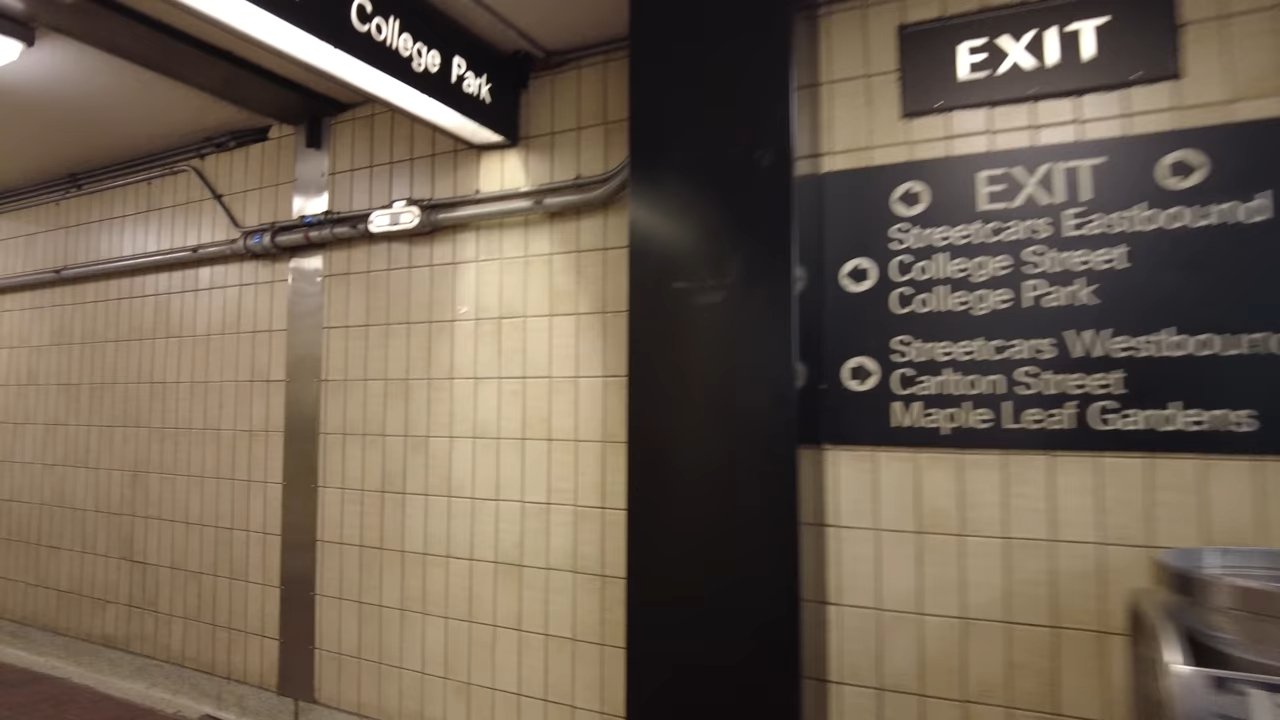 College Park
EXIT
EXIT
Streetcars Eastbound
College Street
College Park
Streetcars Westbound
Carlton Street
Maple Leaf Gardens